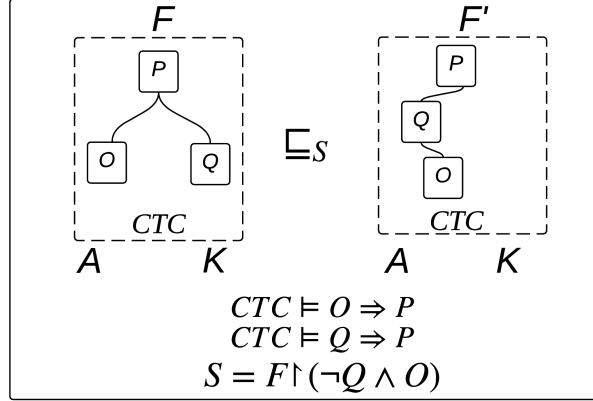 F F'
P P
Q
O Q
⊑S
O
CTC CTC
A K A K
CTC ⊨ O ⇒ P
CTC ⊨ Q ⇒ P
S = F↾(¬Q ∧ O)